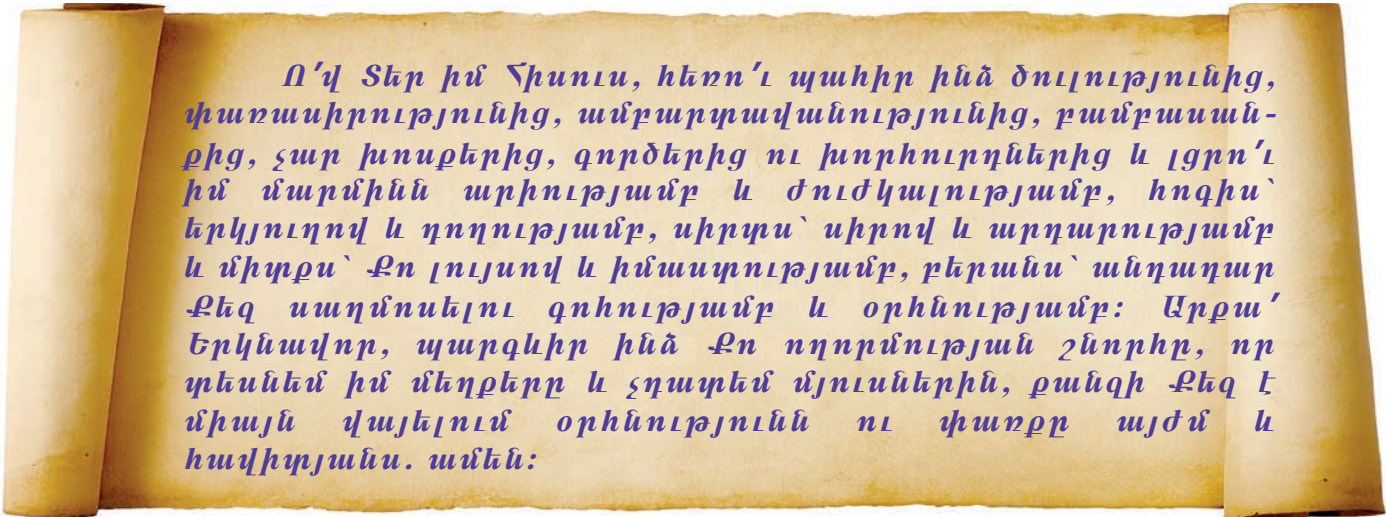 Ո՛վ Տեր իմ Հիսուս, հեռո՛ւ պահիր ինձ ծուլությունից,
փառասիրությունից, ամբարտավանությունից, բամբասան-
քից, չար խոսքերից, գործերից ու խորհուրդներից և լցրո՛ւ
իմ մարմինն արիությամբ և ժուժկալությամբ, հոգիս՝
երկյուղով և դողությամբ, սիրտս՝ սիրով և արդարությամբ
և միտքս՝ Քո լույսով և իմաստությամբ, բերանս՝ անդադար
Քեզ սաղմոսելու գոհությամբ և օրհնությամբ: Արքա՛
Երկնավոր, պարգևիր ինձ Քո ողորմության շնորհը, որ
տեսնեմ իմ մեղքերը և չդատեմ մյուսներին, քանզի Քեզ է
միայն վայելում օրհնությունն ու փառքը այժմ և
հավիտյանս. ամեն: